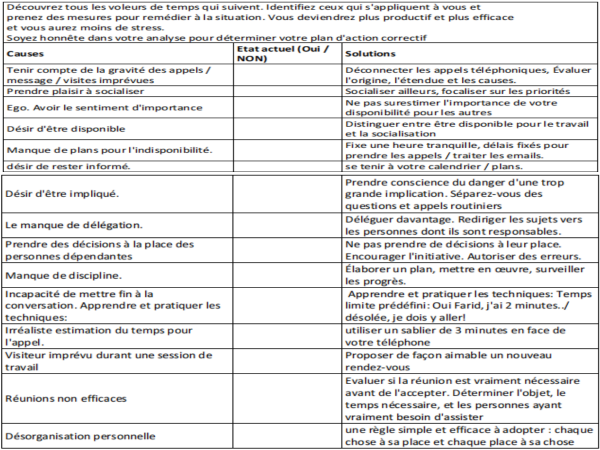 Découvrez tous les voleurs de temps qui suivent. Identifiez ceux qui s'appliquent à vous et
prenez des mesures pour remédier à la situation. Vous deviendrez plus productif et plus efficace
et vous aurez moins de stress.
Soyez honnête dans votre analyse pour déterminer votre plan d'action correctif
Causes
Etat actuel (Oui /
NON)
Solutions
Tenir compte de la gravité des appels /
message / visites imprévues
Déconnecter les appels téléphoniques, Évaluer
l'origine, l'étendue et les causes.
Prendre plaisir à socialiser
Socialiser ailleurs, focaliser sur les priorités
Ego. Avoir le sentiment d'importance
Ne pas surestimer l'importance de votre
disponibilité pour les autres
Désir d'être disponible
Distinguer entre être disponible pour le travail
et la socialisation
Manque de plans pour l'indisponibilité.
Fixe une heure tranquille, délais fixés pour
prendre les appels / traiter les emails.
désir de rester informé.
se tenir à votre calendrier / plans.
Désir d'être impliqué.
Prendre conscience du danger d'une trop
grande implication. Séparez-vous des
questions et appels routiniers
Le manque de délégation.
Déléguer davantage. Rediriger les sujets vers
les personnes dont ils sont responsables.
Prendre des décisions à la place des
personnes dépendantes
Ne pas prendre de décisions à leur place.
Encourager l'initiative. Autoriser des erreurs.
Manque de discipline.
Élaborer un plan, mettre en œuvre, surveiller
les progrès.
Incapacité de mettre fin à la
conversation. Apprendre et pratiquer les
techniques:
Apprendre et pratiquer les techniques: Temps
limite prédéfini: Oui Farid, j'ai 2 minutes../
désolée, je dois y aller!
Irréaliste estimation du temps pour
l'appel.
utiliser un sablier de 3 minutes en face de
votre téléphone
Visiteur imprévu durant une session de
travail
Proposer de façon aimable un nouveau
rendez-vous
Réunions non efficaces
Evaluer si la réunion est vraiment nécessaire
avant de l'accepter. Déterminer l'objet, le
temps nécessaire, et les personnes ayant
vraiment besoin d'assister
Désorganisation personnelle
une règle simple et efficace à adopter : chaque
chose à sa place et chaque place à sa chose